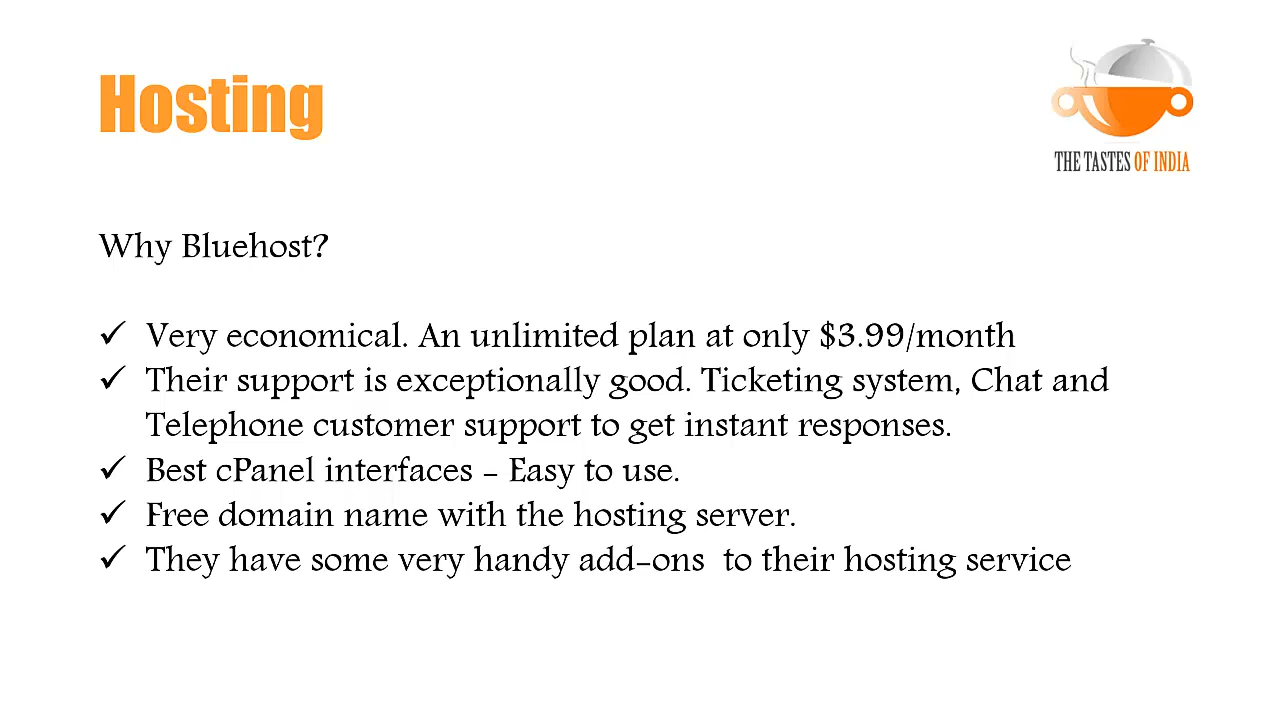 Hosting
THE TASTES OF INDIA
Why Bluehost?
Very economical. An unlimited plan at only $3.99/month
Their support is exceptionally good. Ticketing system, Chat and
Telephone customer support to get instant responses.
Best cPanel interfaces – Easy to use.
Free domain name with the hosting server.
They have some very handy add-ons  to their hosting service